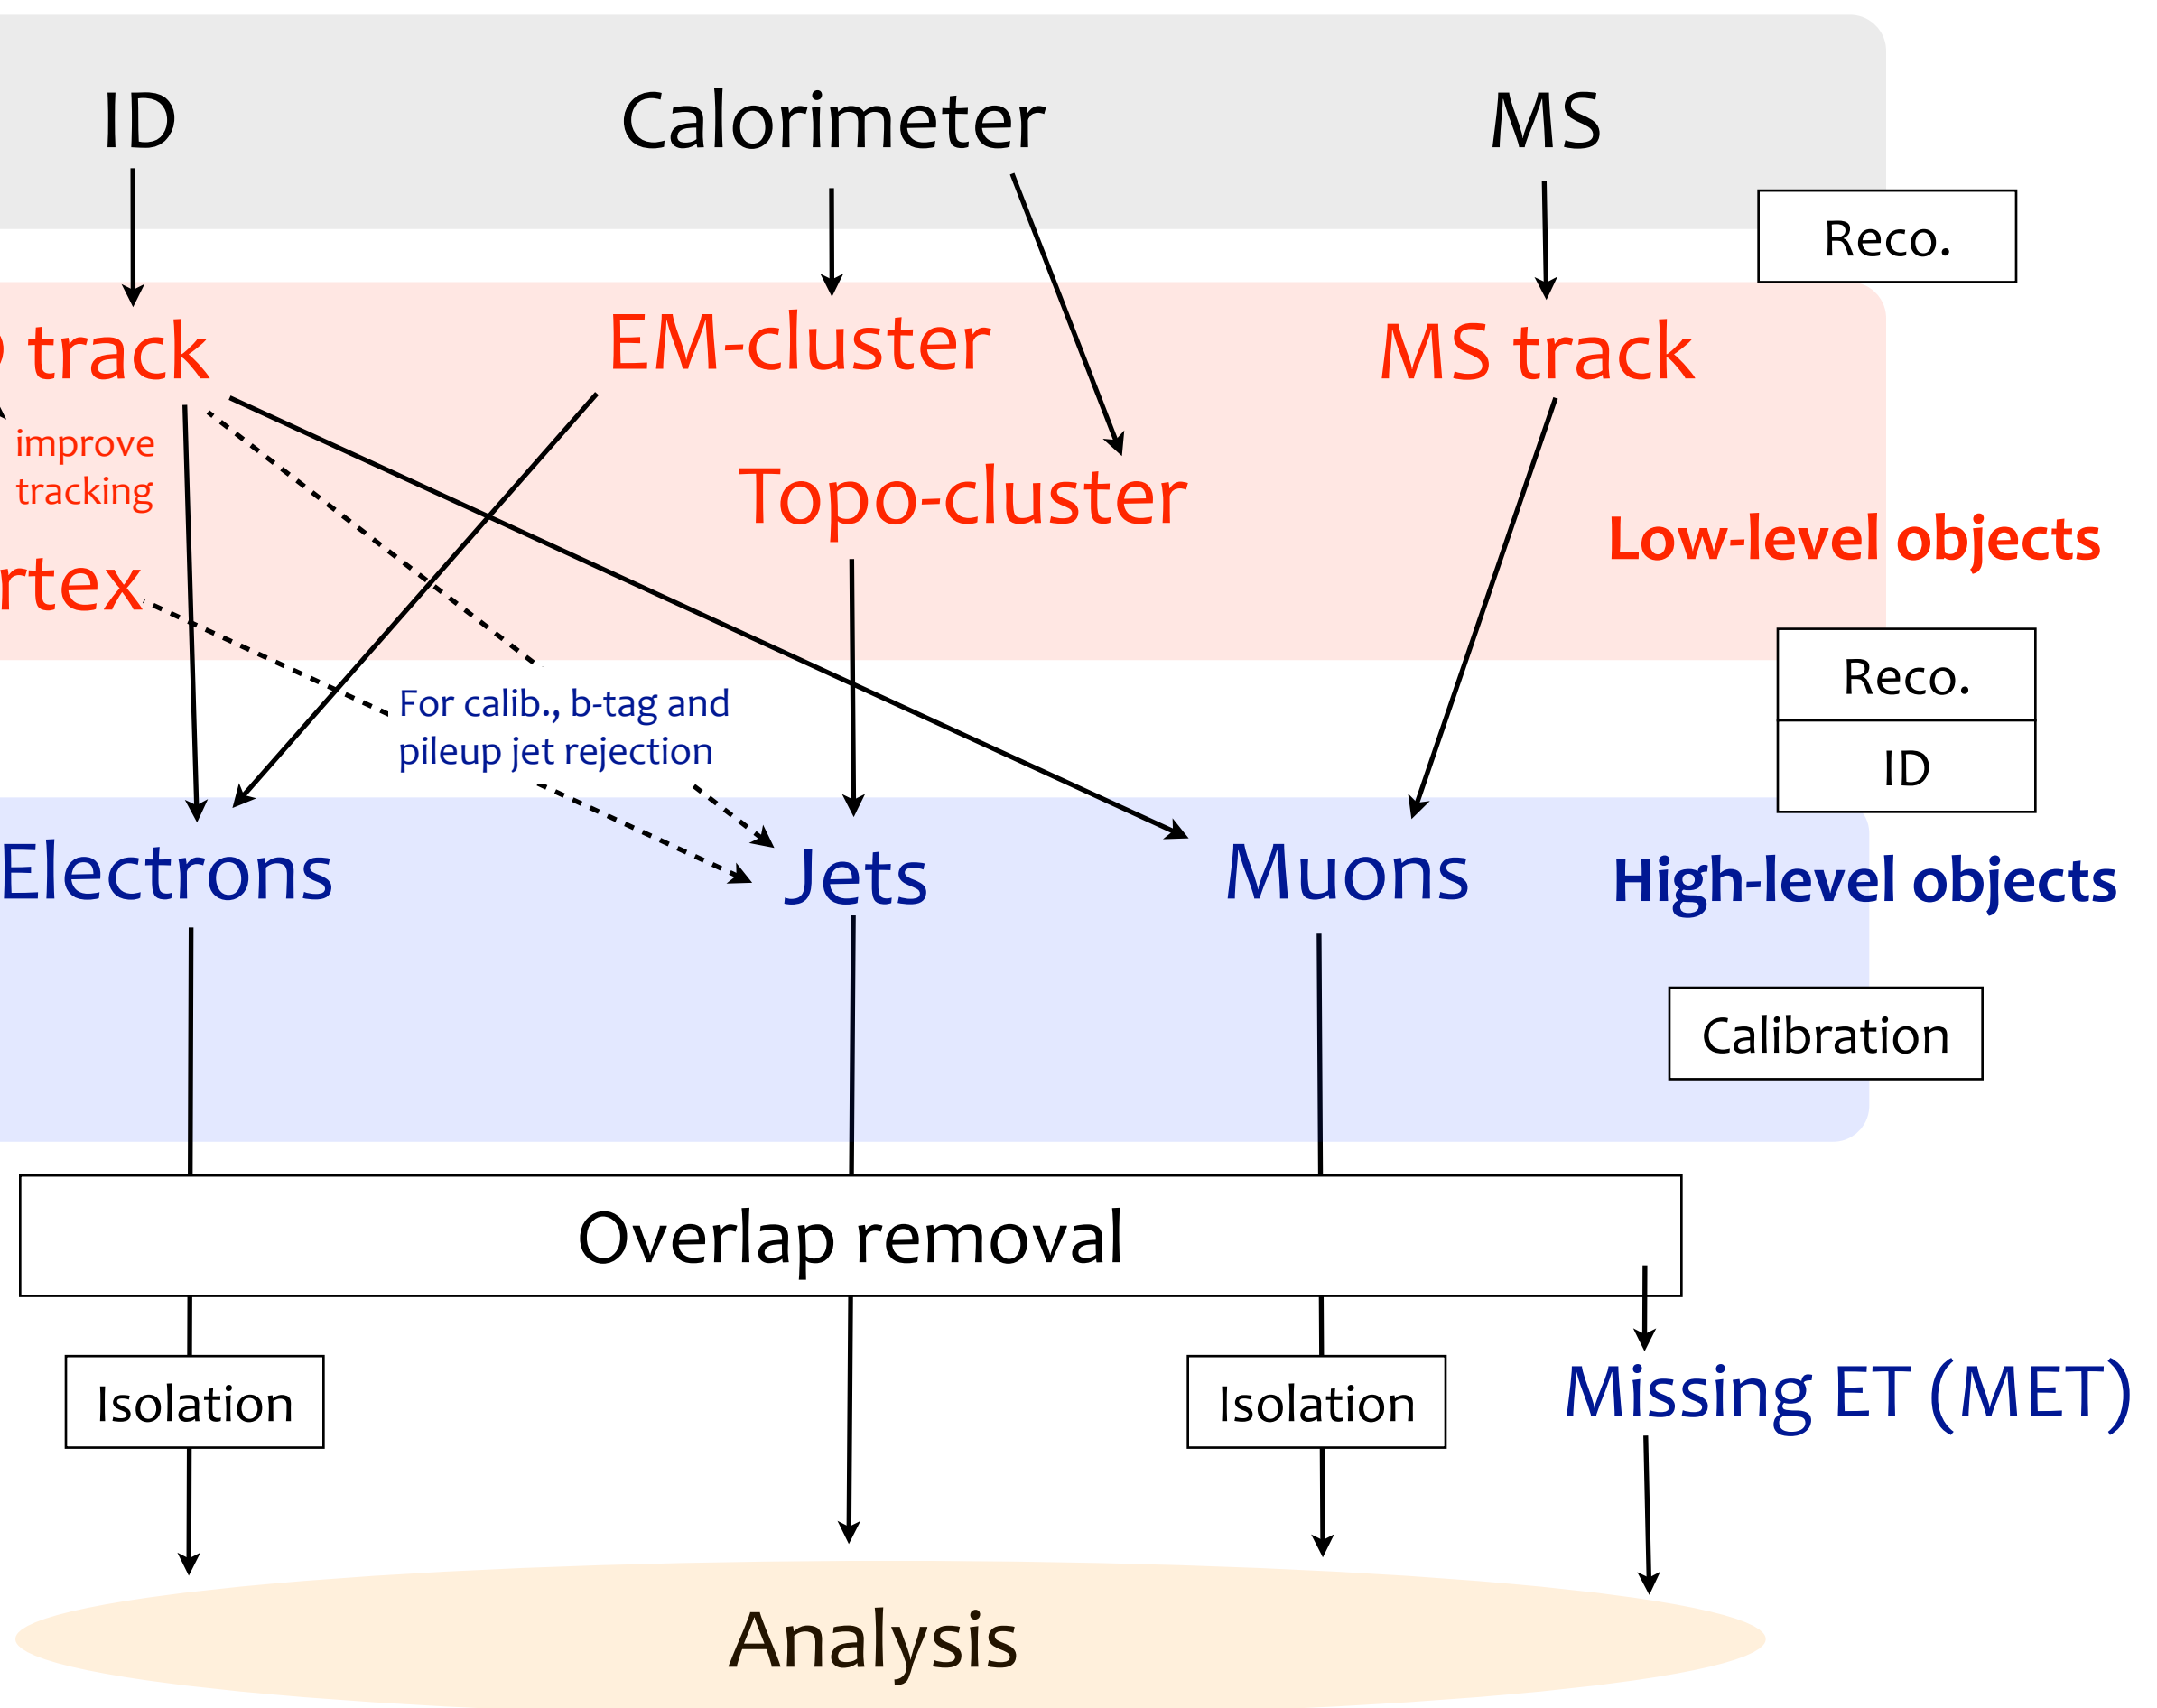 ID
Calorimeter
MS
Reco.
track
EM-cluster
MS track
improve
tracking
Topo-cluster
Low-level objects
rtex
Reco.
For calib., b-tag and
pileup jet rejection
ID
Electrons
Jets
Muons
High-level objects
Calibration
Overlap removal
Isolation
Isolation
Missing ET (MET)
Analysis